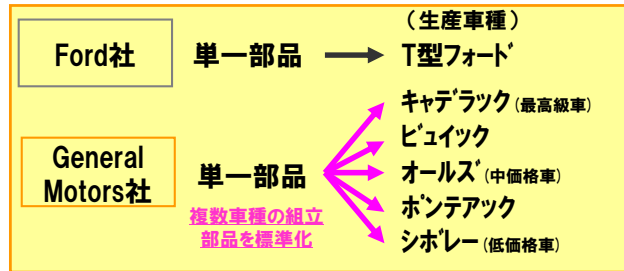 （生産車種）
Ford社 単一部品 T型フォード
キャデラック(最高級車)
ビュイック
General Motors社 単一部品 オールズ(中価格車)
複数車種の組立
部品を標準化
ポンテアック
シボレー(低価格車)